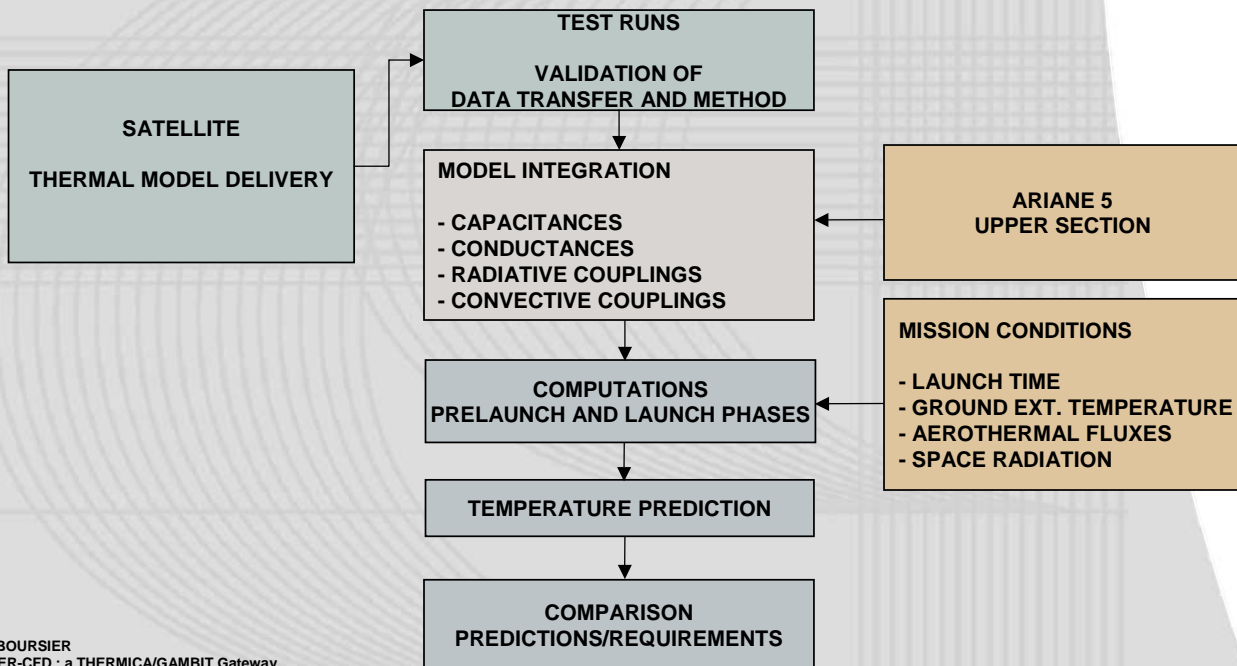 TEST RUNS
VALIDATION OF
DATA TRANSFER AND METHOD
SATELLITE
THERMAL MODEL DELIVERY
MODEL INTEGRATION
- CAPACITANCES
- CONDUCTANCES
- RADIATIVE COUPLINGS
- CONVECTIVE COUPLINGS
ARIANE 5
UPPER SECTION
MISSION CONDITIONS
- LAUNCH TIME
- GROUND EXT. TEMPERATURE
- AEROTHERMAL FLUXES
- SPACE RADIATION
COMPUTATIONS
PRELAUNCH AND LAUNCH PHASES
TEMPERATURE PREDICTION
COMPARISON
PREDICTIONS/REQUIREMENTS
BOURSIER
ER-CFD : a THERMICA/GAMBIT Gateway